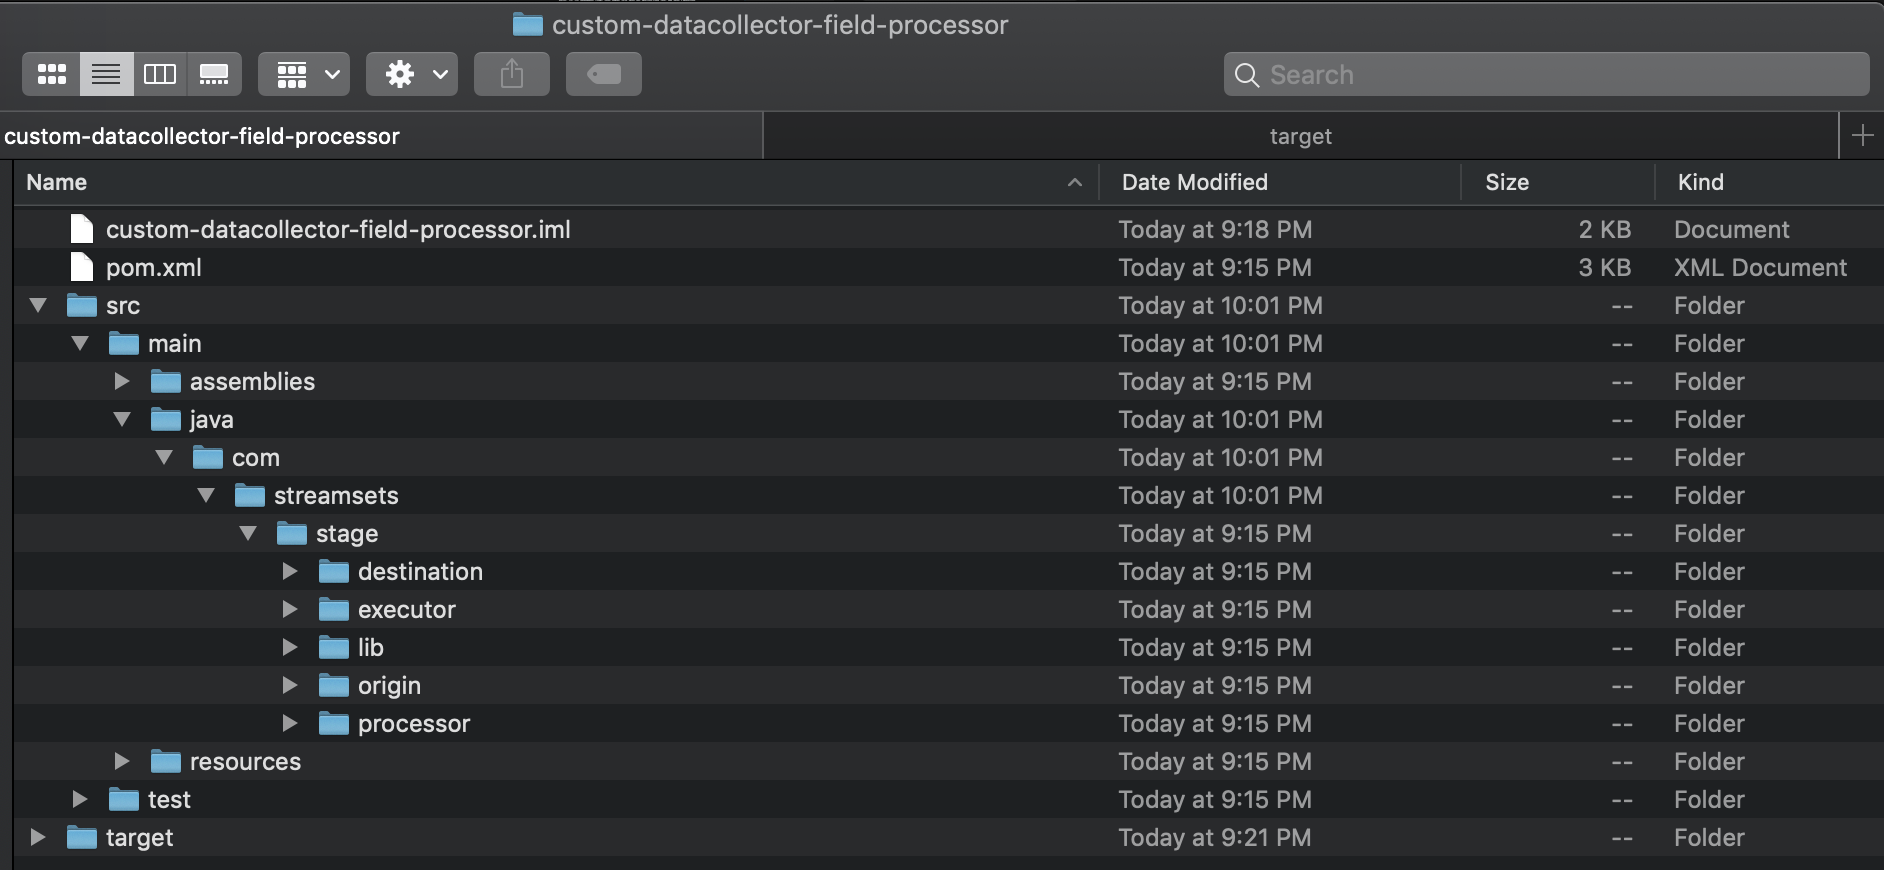 custom-datacollector-field-processor
Search
custom-datacollector-field-processor target
Name Date Modified Size Kind
custom-datacollector-field-processor.iml Today at 9:18 PM 2 KB Document
pom.xml Today at 9:15 PM 3 KB XML Document
src Today at 10:01 PM -- Folder
main Today at 10:01 PM -- Folder
assemblies Today at 9:15 PM -- Folder
java Today at 10:01 PM -- Folder
com Today at 10:01 PM -- Folder
streamsets Today at 10:01 PM -- Folder
stage Today at 9:15 PM -- Folder
destination Today at 9:15 PM -- Folder
executor Today at 9:15 PM -- Folder
lib Today at 9:15 PM -- Folder
origin Today at 9:15 PM -- Folder
processor Today at 9:15 PM -- Folder
resources Today at 9:15 PM -- Folder
test Today at 9:15 PM -- Folder
target Today at 9:21 PM -- Folder